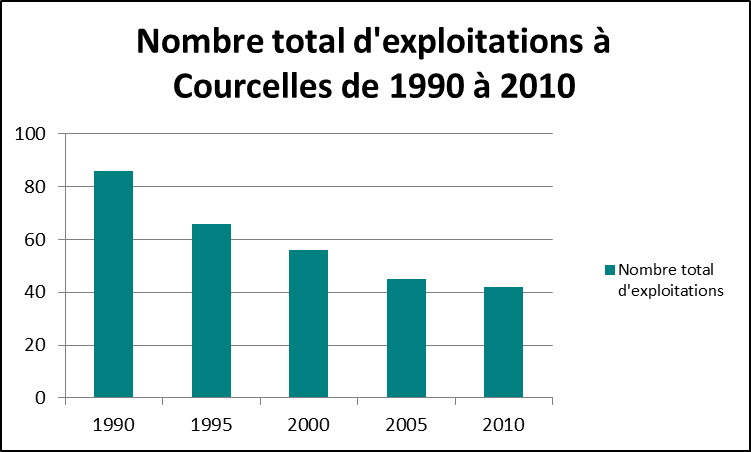 Nombre total d'exploitations à
Courcelles de 1990 à 2010
100
80
60
40
20
0
1990 1995 2000 2005 2010
Nombre total
d'exploitations